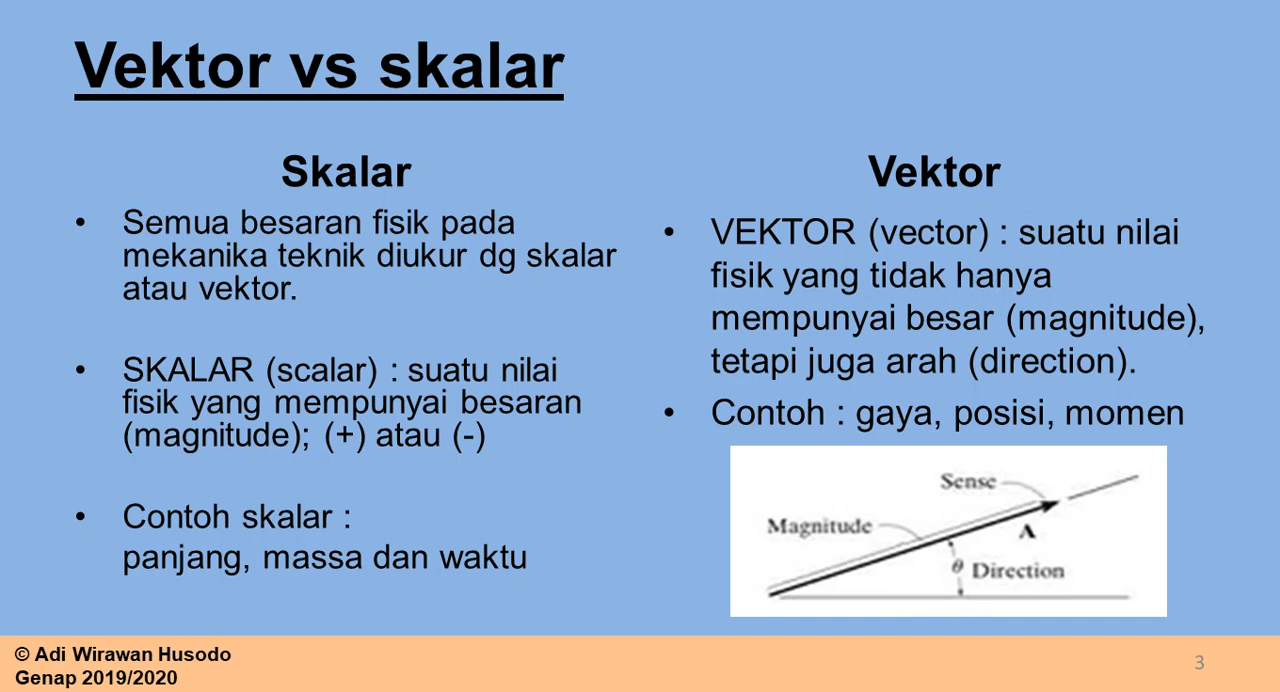 Vektor vs skalar
Skalar
• Semua besaran fisik pada
mekanika teknik diukur dg skalar
atau vektor.
• SKALAR (scalar) : suatu nilai
fisik yang mempunyai besaran
(magnitude); (+) atau (-)
• Contoh skalar :
panjang, massa dan waktu
Vektor
• VEKTOR (vector) : suatu nilai
fisik yang tidak hanya
mempunyai besar (magnitude),
tetapi juga arah (direction).
• Contoh : gaya, posisi, momen
Sense
Magnitude
A
θ Direction
© Adi Wirawan Husodo
Genap 2019/2020
3